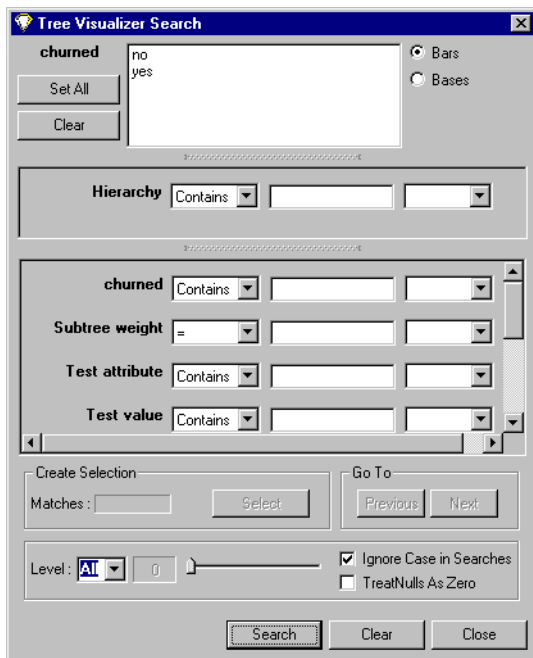 Tree Visualizer Search
churned
no
yes
Bars
Bases
Set All
Clear
Hierarchy Contains
churned Contains
Subtree weight =
Test attribute Contains
Test value Contains
Create Selection
Go To
Matches : Select
Previous Next
Level : All 0
Ignore Case in Searches
TreatNulls As Zero
Search Clear Close